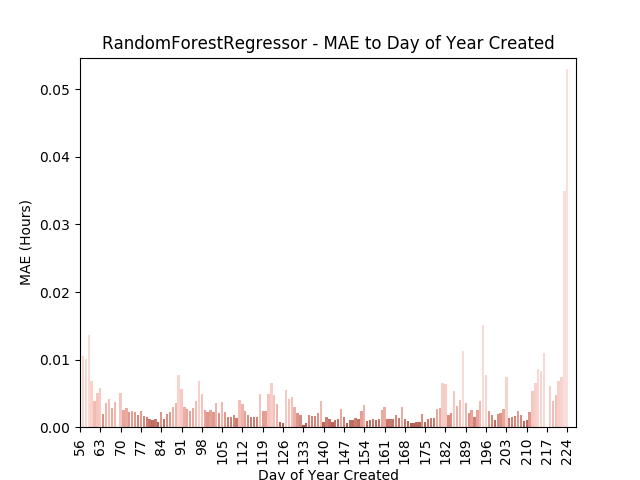 RandomForestRegressor - MAE to Day of Year Created
0.05
0.04
0.03
0.02
0.01
0.00
MAE (Hours)
56 63 70 77 84 91 98 105 112 119 126 133 140 147 154 161 168 175 182 189 196 203 210 217 224
Day of Year Created